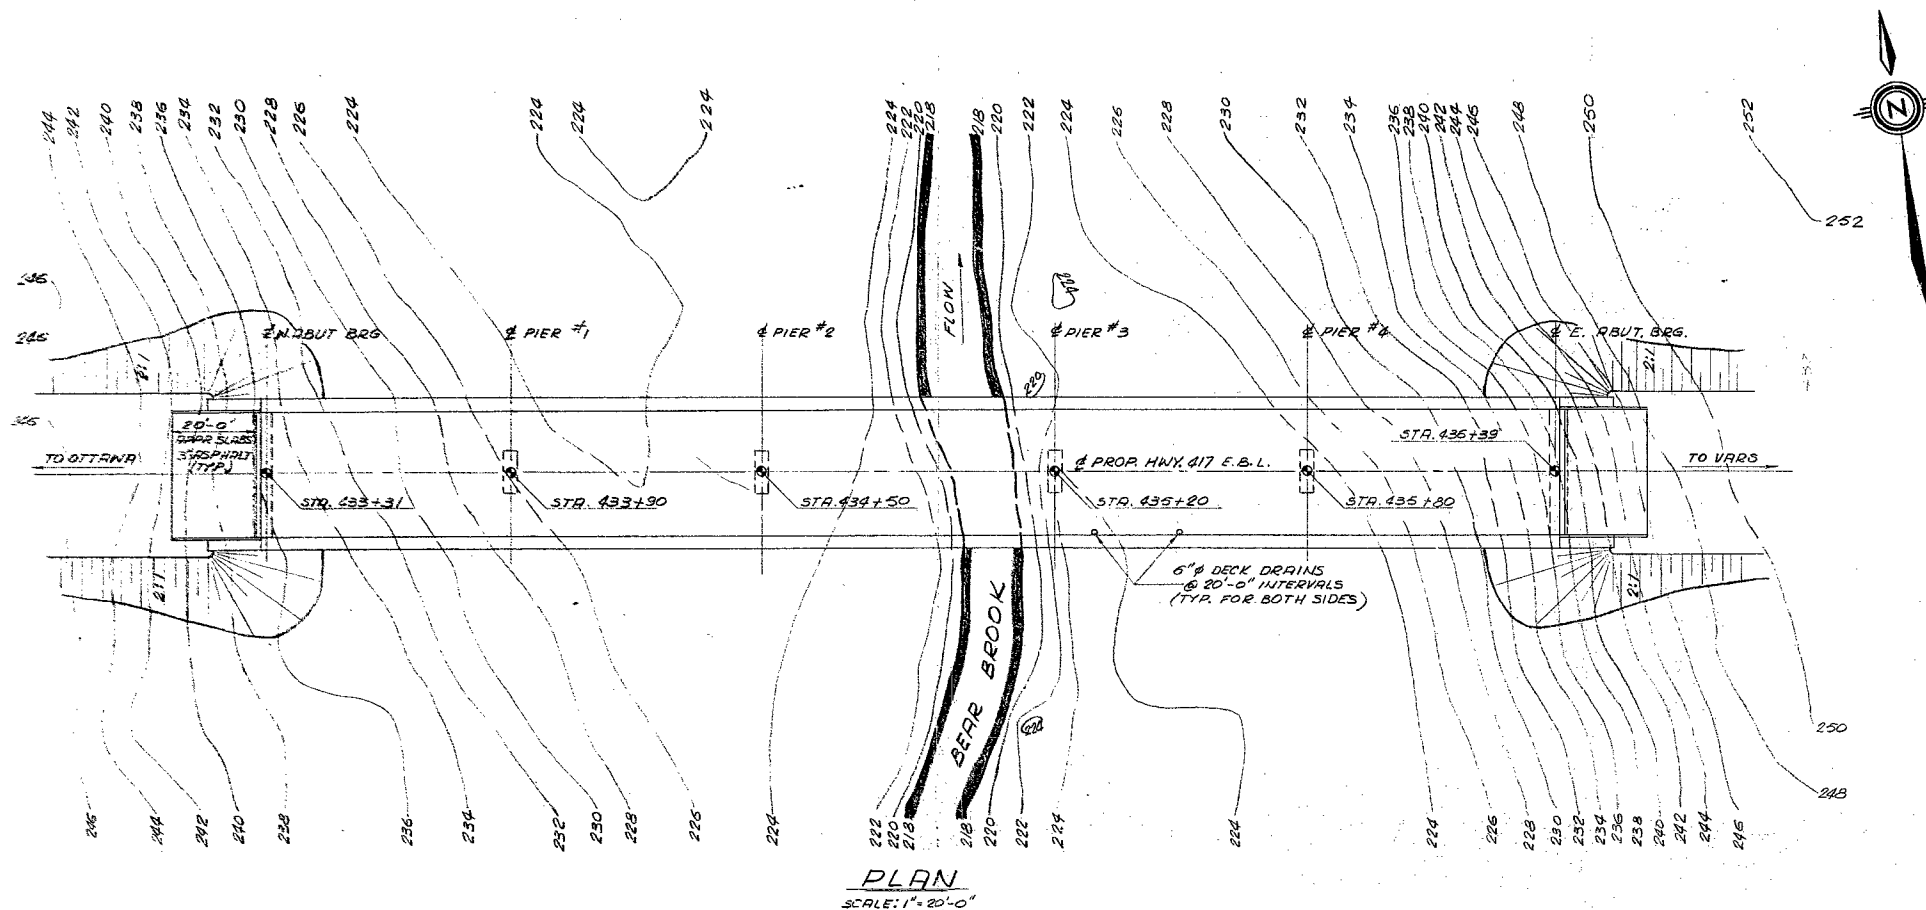 244 242 240 238 236 234 232 230 228 226 224 224 224 224 224 222 220 218 218 220 222 224 226 228 230 232 234 236 238 240 242 244 246 248 250 252
N
252
246
246
FLOW
℄ W. ABUT BRG
℄ PIER #1
℄ PIER #2
℄ PIER #3
℄ PIER #4
℄ E. ABUT. BRG.
2:1
2:1
220
20'-0"
APPR SLABS
3" ASPHALT
(TYP.)
TO OTTAWA
STA. 433+31
STA. 433+90
STA. 434+50
℄ PROP. HWY. 417 E.B.L.
STA. 435+20
STA. 435+80
STA. 436+39
TO VARS
6"ϕ DECK DRAINS
@ 20'-0" INTERVALS
(TYP. FOR BOTH SIDES)
2:1
2:1
BEAR BROOK
224
250
248
246 244 242 240 238 236 234 232 230 228 226 224 222 220 218 218 220 222 224 224 224 226 228 230 232 234 236 238 240 242 244 246
PLAN
SCALE: 1"=20'-0"